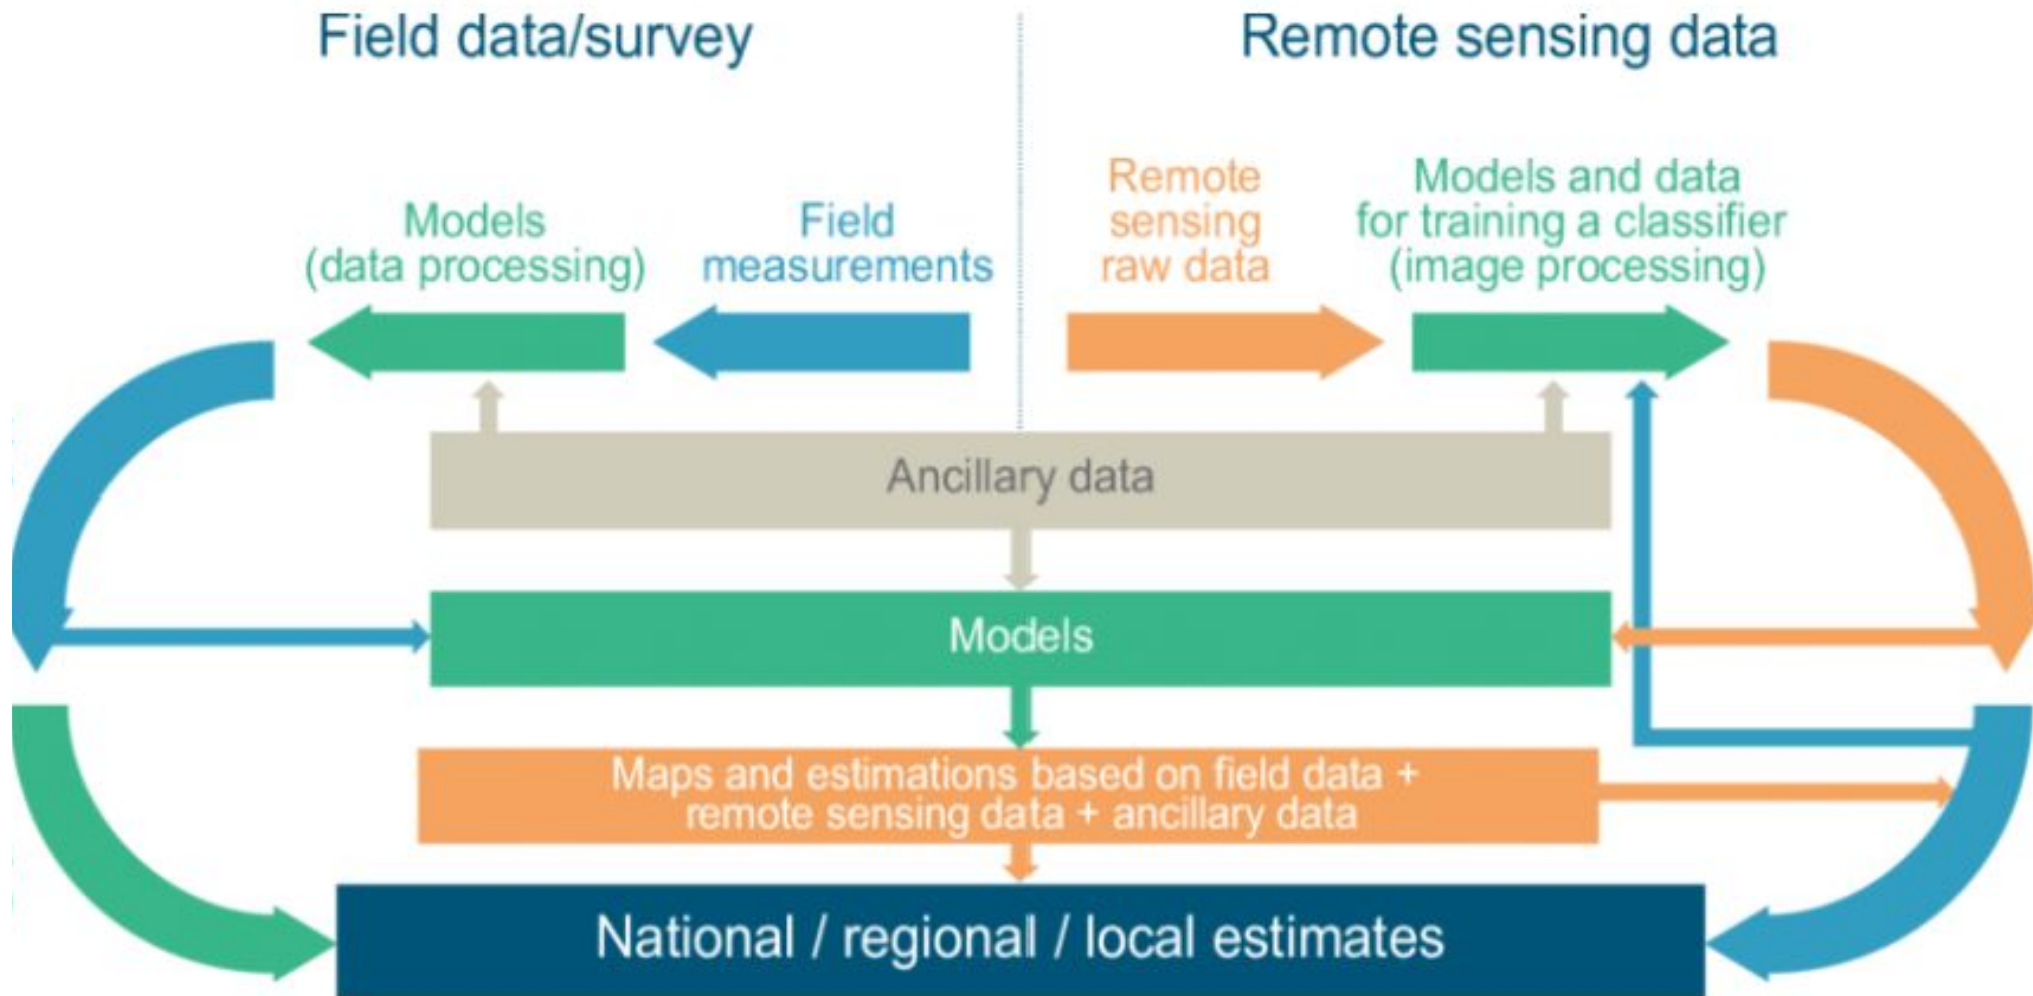 Field data/survey
Remote sensing data
Models
(data processing)
Field
measurements
Remote
sensing
raw data
Models and data
for training a classifier
(image processing)
Ancillary data
Models
Maps and estimations based on field data +
remote sensing data + ancillary data
National / regional / local estimates